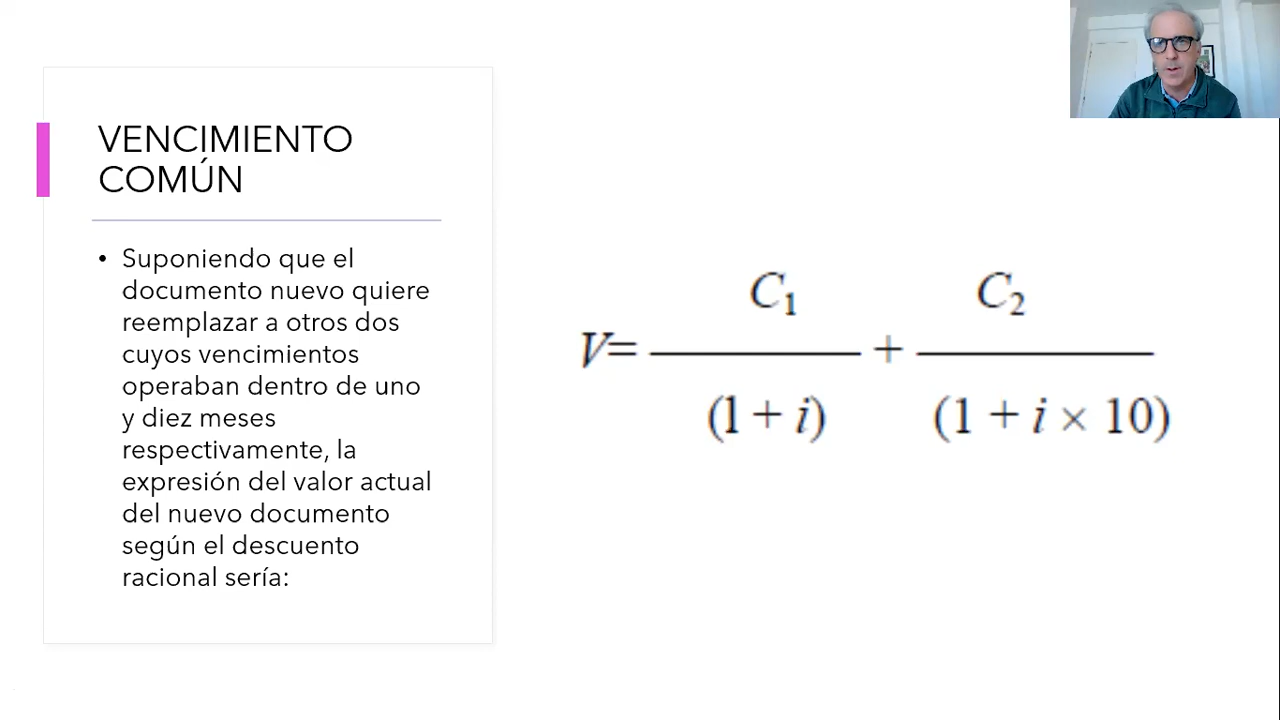 VENCIMIENTO
COMÚN
• Suponiendo que el
documento nuevo quiere
reemplazar a otros dos
cuyos vencimientos
operaban dentro de uno
y diez meses
respectivamente, la
expresión del valor actual
del nuevo documento
según el descuento
racional sería:
C₁ C₂
V= ——— + ———
(1 + i) (1 + i × 10)